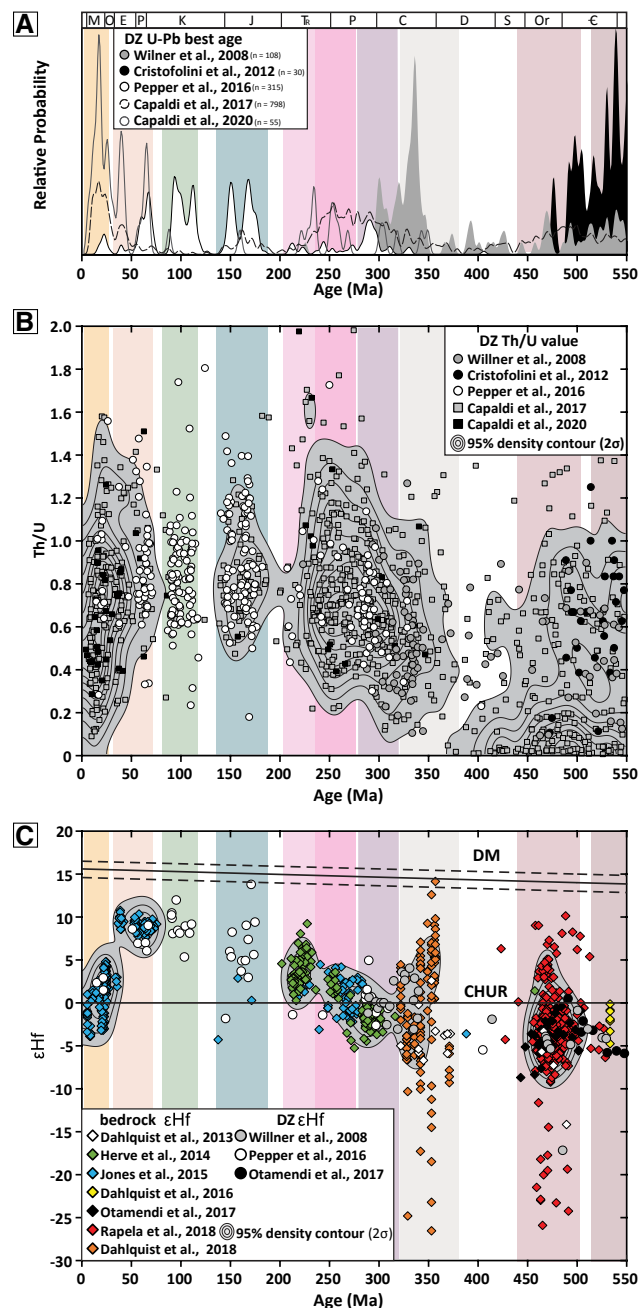 A
M O E P K J TR P C D S Or Є
DZ U-Pb best age
Wilner et al., 2008 (n = 108)
Cristofolini et al., 2012 (n = 30)
Pepper et al., 2016 (n = 315)
Capaldi et al., 2017 (n = 798)
Capaldi et al., 2020 (n = 55)
Relative Probability
0 50 100 150 200 250 300 350 400 450 500 550
Age (Ma)
B
2.0
1.8
1.6
1.4
1.2
1.0
0.8
0.6
0.4
0.2
0
Th/U
DZ Th/U value
Willner et al., 2008
Cristofolini et al., 2012
Pepper et al., 2016
Capaldi et al., 2017
Capaldi et al., 2020
95% density contour (2σ)
0 50 100 150 200 250 300 350 400 450 500 550
Age (Ma)
C
20
15
10
5
0
-5
-10
-15
-20
-25
-30
εHf
DM
CHUR
bedrock εHf
Dahlquist et al., 2013
Herve et al., 2014
Jones et al., 2015
Dahlquist et al., 2016
Otamendi et al., 2017
Rapela et al., 2018
Dahlquist et al., 2018
DZ εHf
Willner et al., 2008
Pepper et al., 2016
Otamendi et al., 2017
95% density contour (2σ)
0 50 100 150 200 250 300 350 400 450 500 550
Age (Ma)